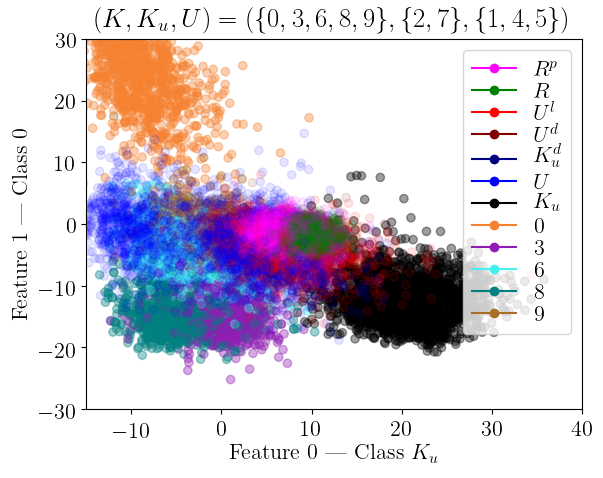 (K, K_u, U) = ({0, 3, 6, 8, 9}, {2, 7}, {1, 4, 5})
30
20
10
0
−10
−20
−30
Feature 1 — Class 0
R^p
R
U^l
U^d
K_u^d
U
K_u
0
3
6
8
9
−10
0
10
20
30
40
Feature 0 — Class K_u